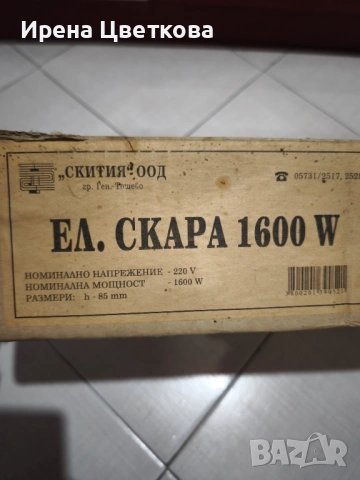 Ирена Цветкова
„СКИТИЯ“ ООД
гр. Ген. Тошево
☎ 05731/2517,
ЕЛ. СКАРА 1600 W
НОМИНАЛНО НАПРЕЖЕНИЕ - 220 V
НОМИНАЛНА МОЩНОСТ - 1600 W
РАЗМЕРИ: h - 85 mm
BAZAR